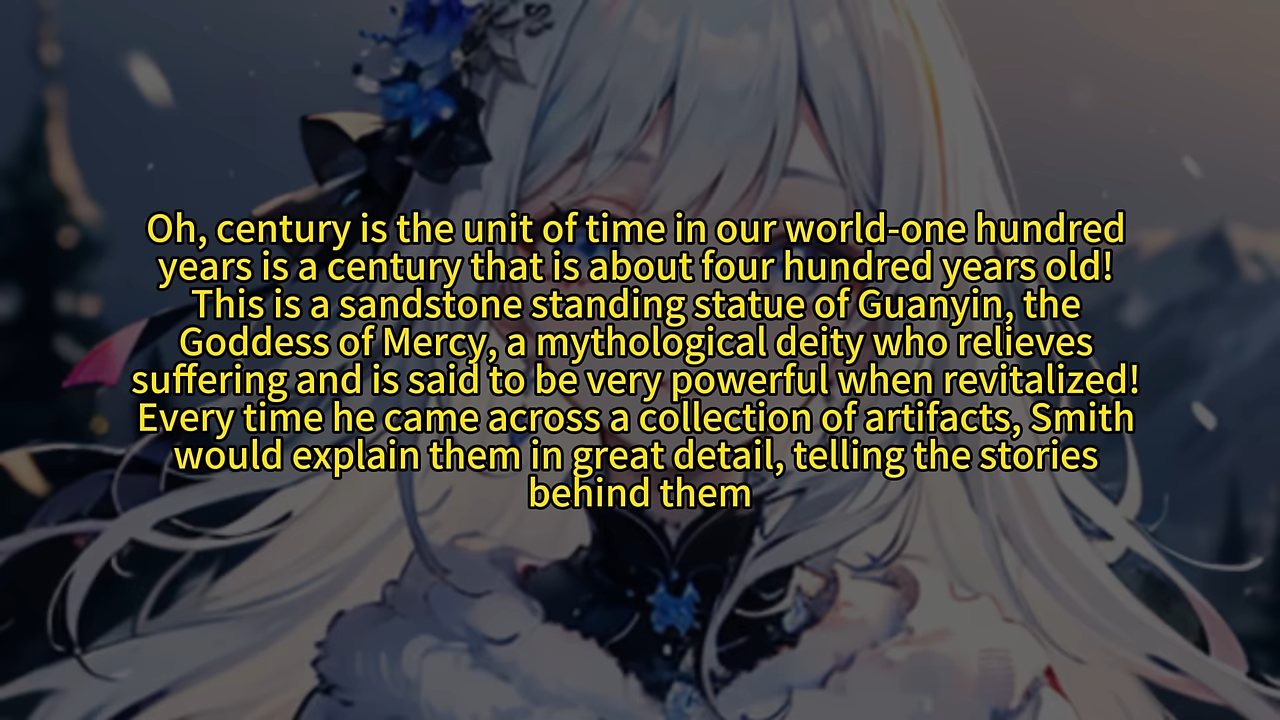 Oh, century is the unit of time in our world-one hundred
years is a century that is about four hundred years old!
This is a sandstone standing statue of Guanyin, the
Goddess of Mercy, a mythological deity who relieves
suffering and is said to be very powerful when revitalized!
Every time he came across a collection of artifacts, Smith
would explain them in great detail, telling the stories
behind them